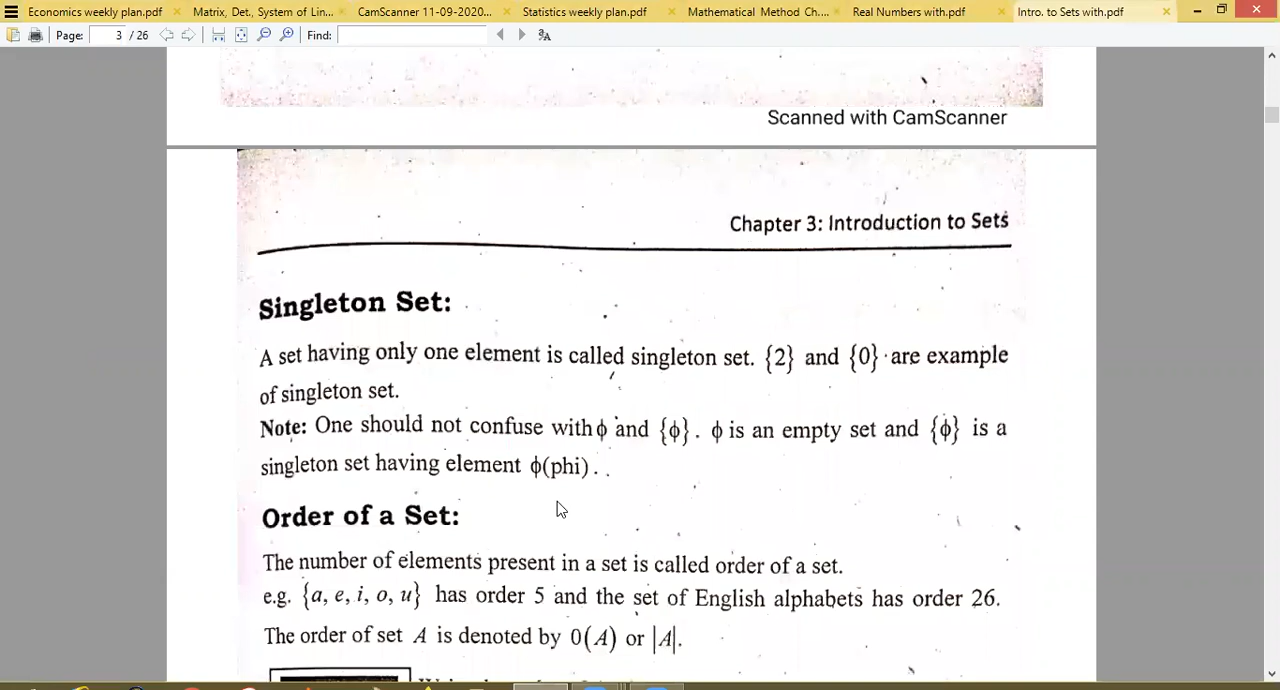 Economics weekly plan.pdf × Matrix, Det., System of Lin... × CamScanner 11-09-2020... × Statistics weekly plan.pdf × Mathematical Method Ch.... × Real Numbers with.pdf × Intro. to Sets with.pdf ×
Page: 3 / 26 Find:
Scanned with CamScanner
Chapter 3: Introduction to Sets
Singleton Set:
A set having only one element is called singleton set. {2} and {0} are example
of singleton set.
Note: One should not confuse with ϕ and {ϕ}. ϕ is an empty set and {ϕ} is a
singleton set having element ϕ(phi). .
Order of a Set:
The number of elements present in a set is called order of a set.
e.g. {a, e, i, o, u} has order 5 and the set of English alphabets has order 26.
The order of set A is denoted by 0(A) or |A|.